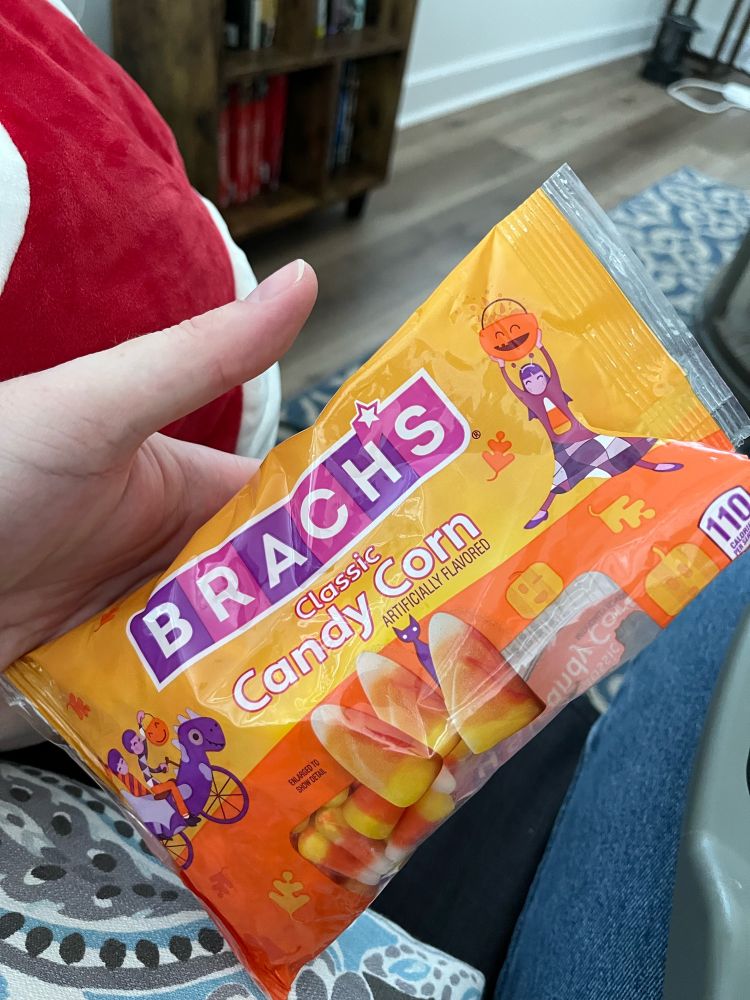 BRACH'S®
Classic
Candy Corn
ARTIFICIALLY FLAVORED
ENLARGED TO
SHOW DETAIL
110